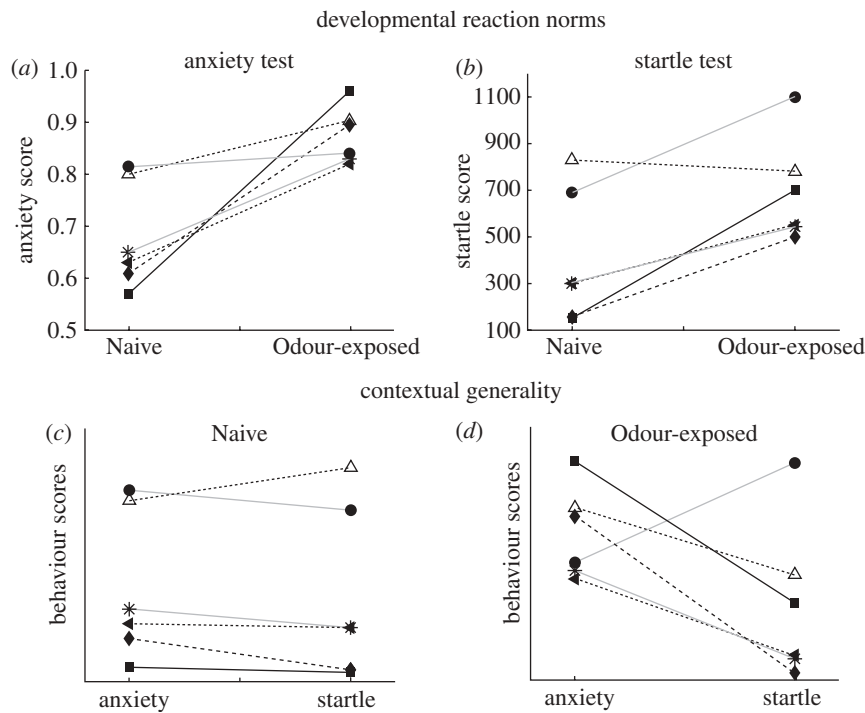 developmental reaction norms
(a) anxiety test
1.0
0.9
0.8
0.7
0.6
0.5
anxiety score
Naive Odour-exposed
(b) startle test
1100
900
700
500
300
100
startle score
Naive Odour-exposed
contextual generality
(c) Naive
behaviour scores
anxiety startle
(d) Odour-exposed
behaviour scores
anxiety startle